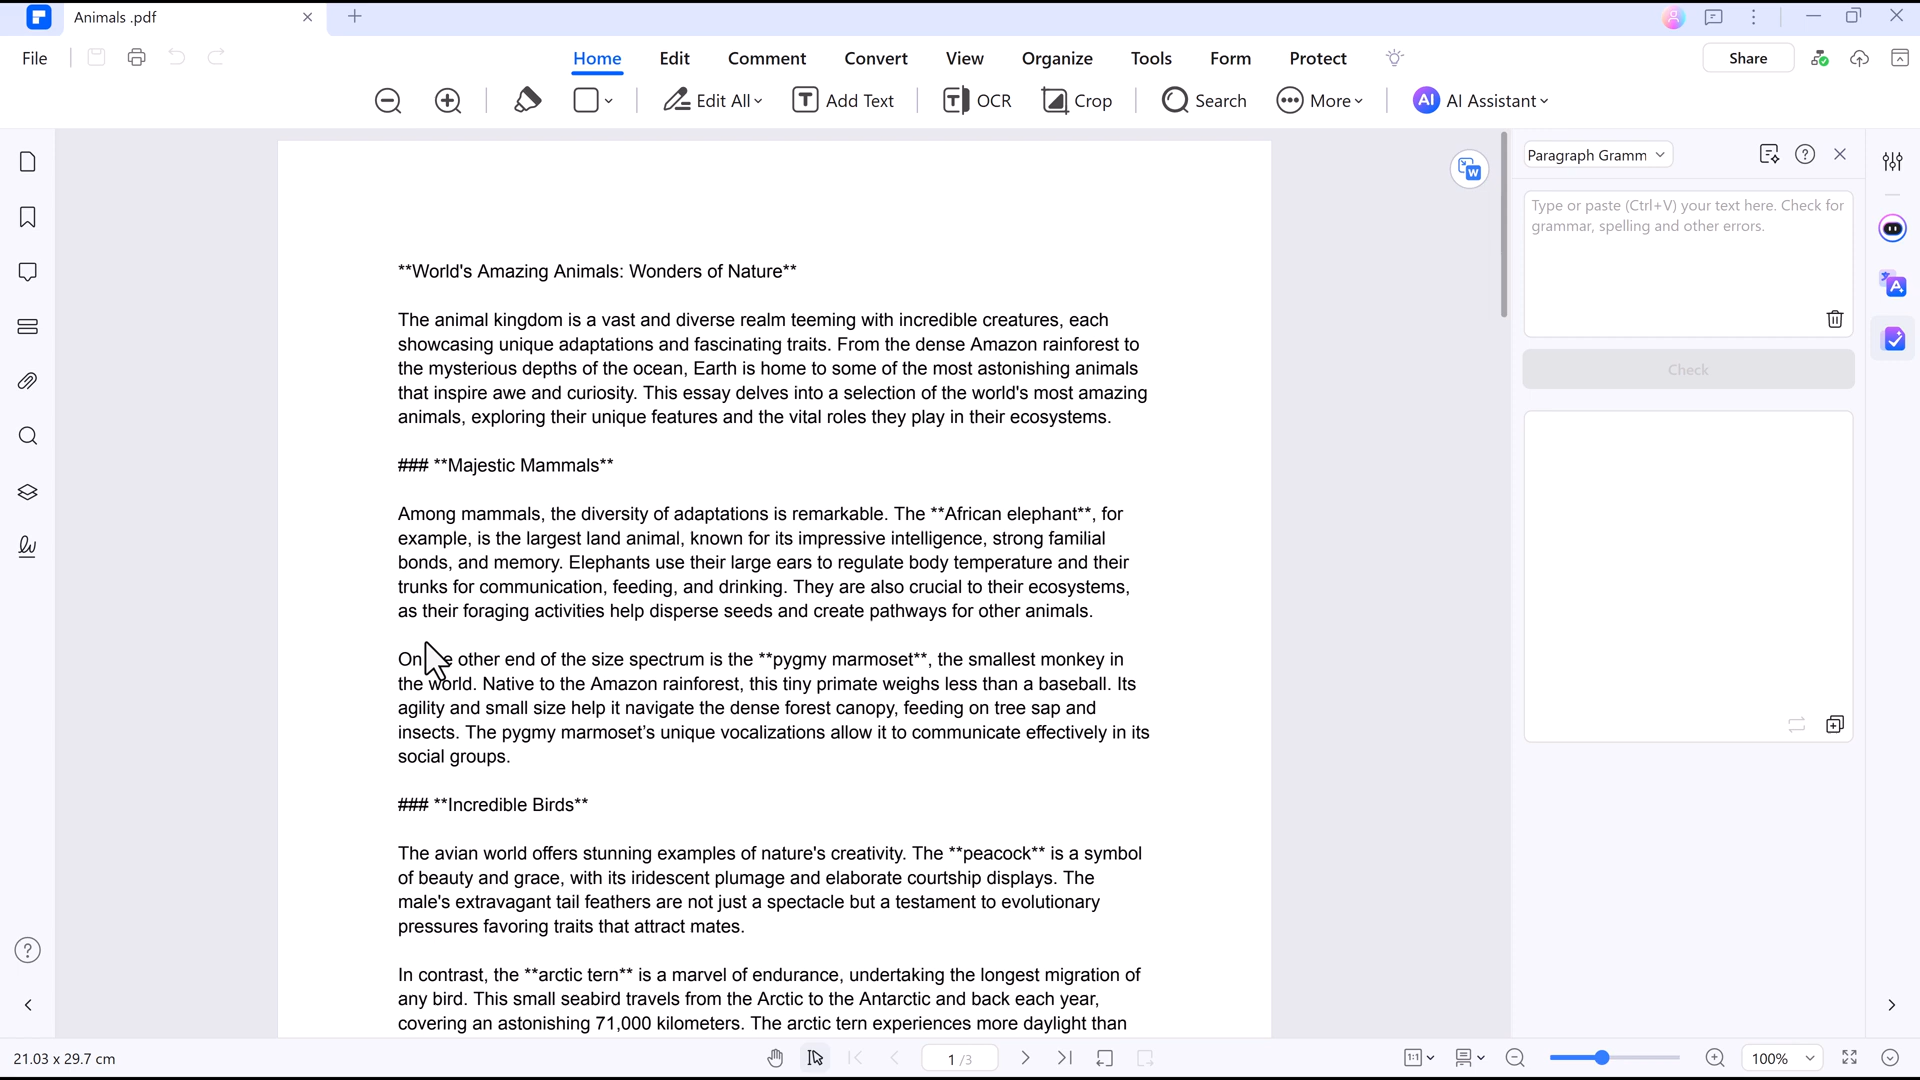 Animals .pdf
File
Home
Edit
Comment
Convert
View
Organize
Tools
Form
Protect
Share
Edit All
Add Text
OCR
Crop
Search
More
AI AI Assistant
Paragraph Gramm
Type or paste (Ctrl+V) your text here. Check for
grammar, spelling and other errors.
Check
**World's Amazing Animals: Wonders of Nature**
The animal kingdom is a vast and diverse realm teeming with incredible creatures, each
showcasing unique adaptations and fascinating traits. From the dense Amazon rainforest to
the mysterious depths of the ocean, Earth is home to some of the most astonishing animals
that inspire awe and curiosity. This essay delves into a selection of the world's most amazing
animals, exploring their unique features and the vital roles they play in their ecosystems.
### **Majestic Mammals**
Among mammals, the diversity of adaptations is remarkable. The **African elephant**, for
example, is the largest land animal, known for its impressive intelligence, strong familial
bonds, and memory. Elephants use their large ears to regulate body temperature and their
trunks for communication, feeding, and drinking. They are also crucial to their ecosystems,
as their foraging activities help disperse seeds and create pathways for other animals.
On other end of the size spectrum is the **pygmy marmoset**, the smallest monkey in
the world. Native to the Amazon rainforest, this tiny primate weighs less than a baseball. Its
agility and small size help it navigate the dense forest canopy, feeding on tree sap and
insects. The pygmy marmoset’s unique vocalizations allow it to communicate effectively in its
social groups.
### **Incredible Birds**
The avian world offers stunning examples of nature's creativity. The **peacock** is a symbol
of beauty and grace, with its iridescent plumage and elaborate courtship displays. The
male's extravagant tail feathers are not just a spectacle but a testament to evolutionary
pressures favoring traits that attract mates.
In contrast, the **arctic tern** is a marvel of endurance, undertaking the longest migration of
any bird. This small seabird travels from the Arctic to the Antarctic and back each year,
covering an astonishing 71,000 kilometers. The arctic tern experiences more daylight than
21.03 x 29.7 cm
1 /3
100%